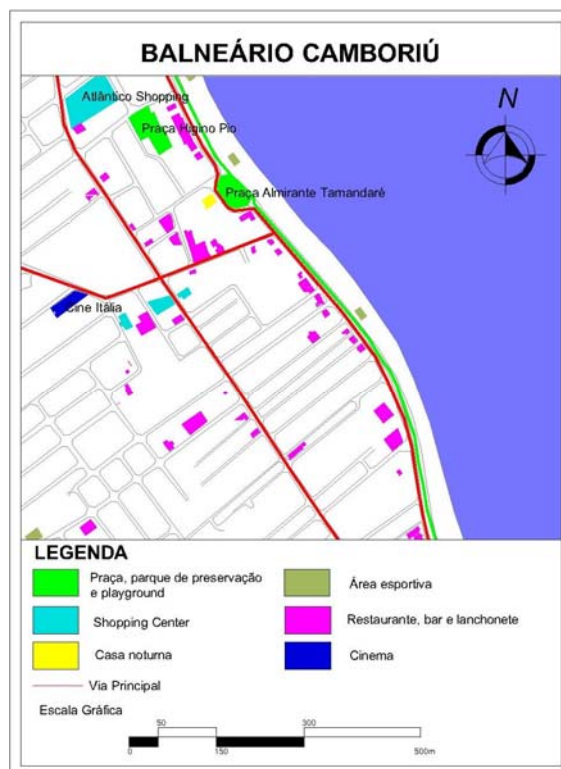 BALNEÁRIO CAMBORIÚ
N
Atlântico Shopping
Praça Higino Pio
Praça Almirante Tamandaré
Cine Itália
LEGENDA
Praça, parque de preservação
e playground
Área esportiva
Shopping Center
Restaurante, bar e lanchonete
Casa noturna
Cinema
Via Principal
Escala Gráfica
50
300
0
150
500m